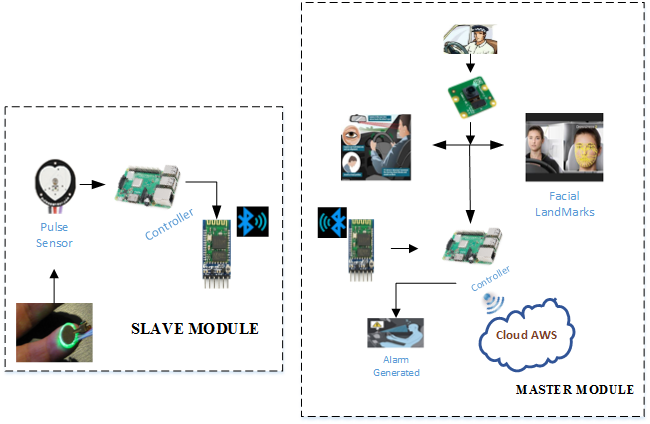 Pulse
Sensor
Controller
SLAVE MODULE
Facial
LandMarks
Controller
Cloud AWS
Alarm
Generated
MASTER MODULE